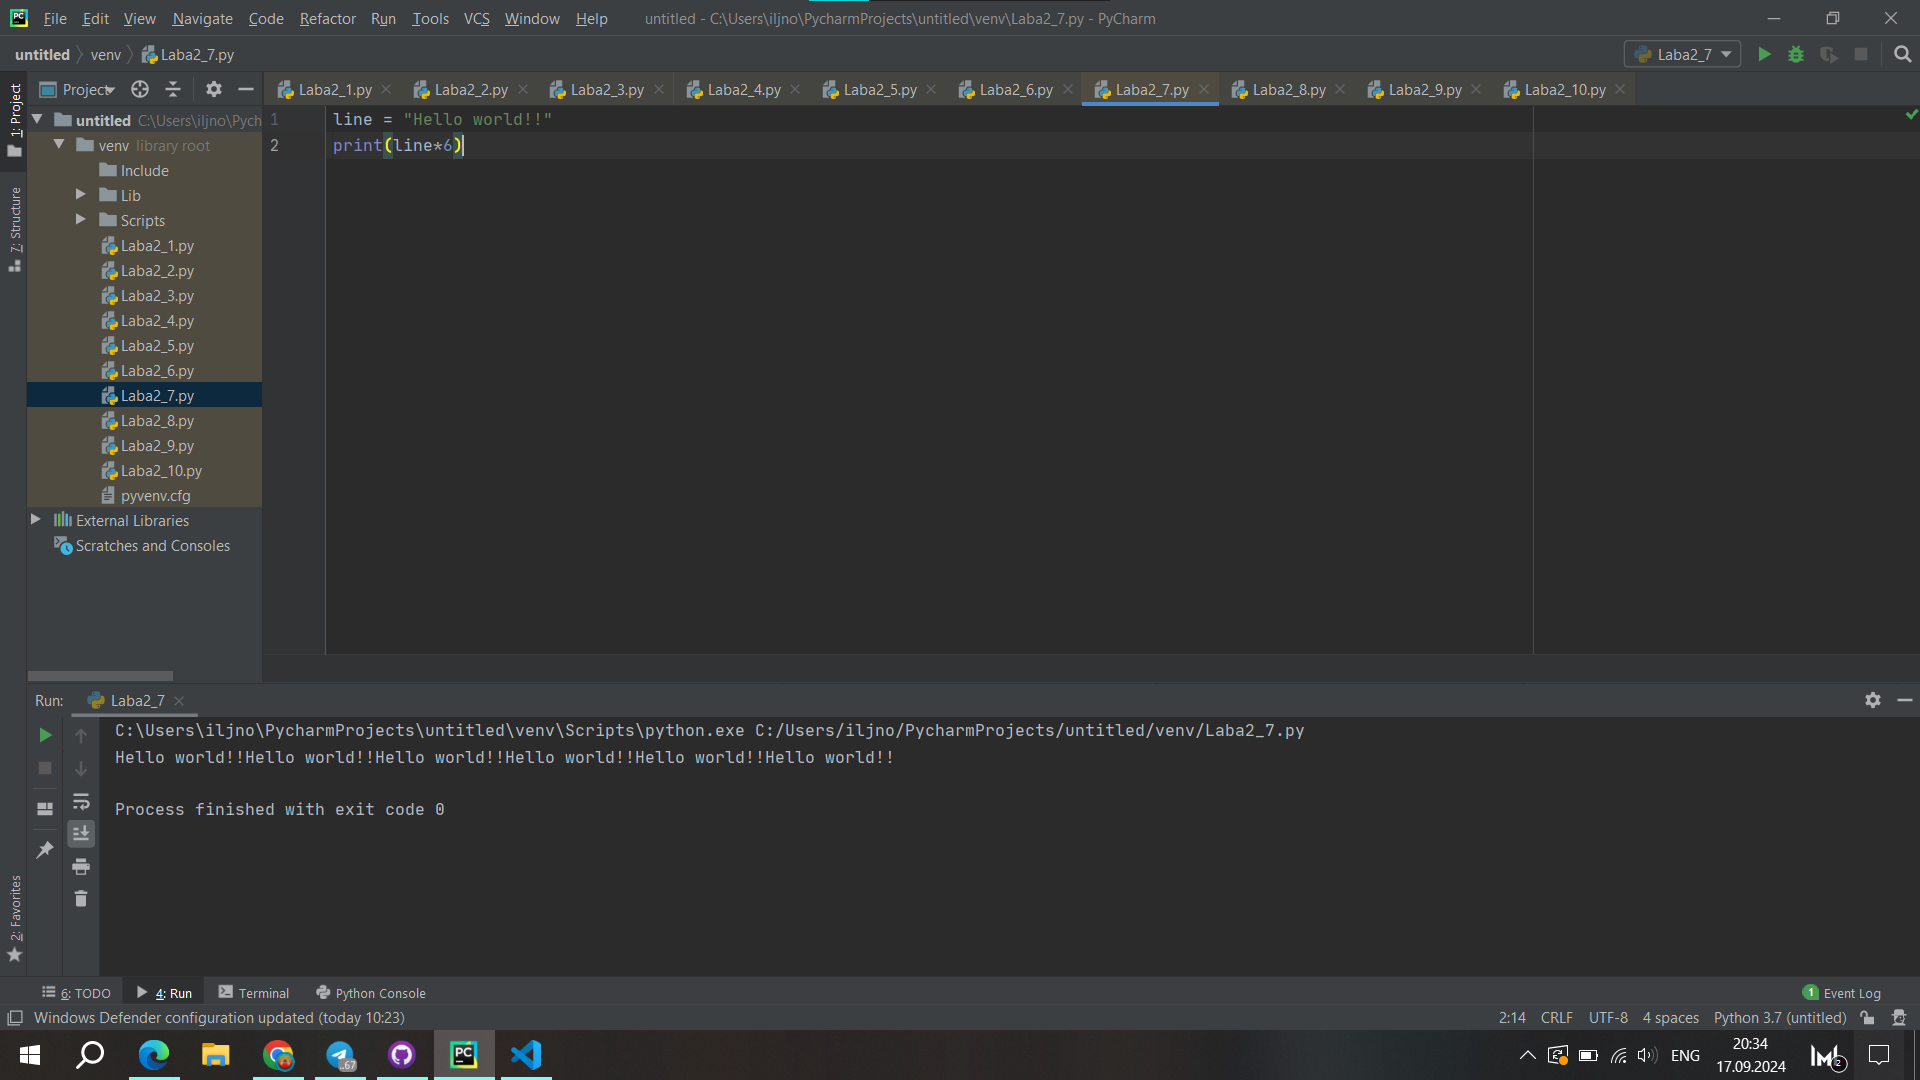 PC File Edit View Navigate Code Refactor Run Tools VCS Window Help untitled - C:\Users\iljno\PycharmProjects\untitled\venv\Laba2_7.py - PyCharm
untitled venv Laba2_7.py Laba2_7
Project Laba2_1.py Laba2_2.py Laba2_3.py Laba2_4.py Laba2_5.py Laba2_6.py Laba2_7.py Laba2_8.py Laba2_9.py Laba2_10.py
1: Project
7: Structure
2: Favorites
untitled C:\Users\iljno\Pych
venv library root
Include
Lib
Scripts
Laba2_1.py
Laba2_2.py
Laba2_3.py
Laba2_4.py
Laba2_5.py
Laba2_6.py
Laba2_7.py
Laba2_8.py
Laba2_9.py
Laba2_10.py
pyvenv.cfg
External Libraries
Scratches and Consoles
1 line = "Hello world!!"
2 print(line*6)
Run: Laba2_7
C:\Users\iljno\PycharmProjects\untitled\venv\Scripts\python.exe C:/Users/iljno/PycharmProjects/untitled/venv/Laba2_7.py
Hello world!!Hello world!!Hello world!!Hello world!!Hello world!!Hello world!!
Process finished with exit code 0
6: TODO 4: Run Terminal Python Console 1 Event Log
Windows Defender configuration updated (today 10:23) 2:14 CRLF UTF-8 4 spaces Python 3.7 (untitled)
..67 PC ENG 20:34 2
17.09.2024